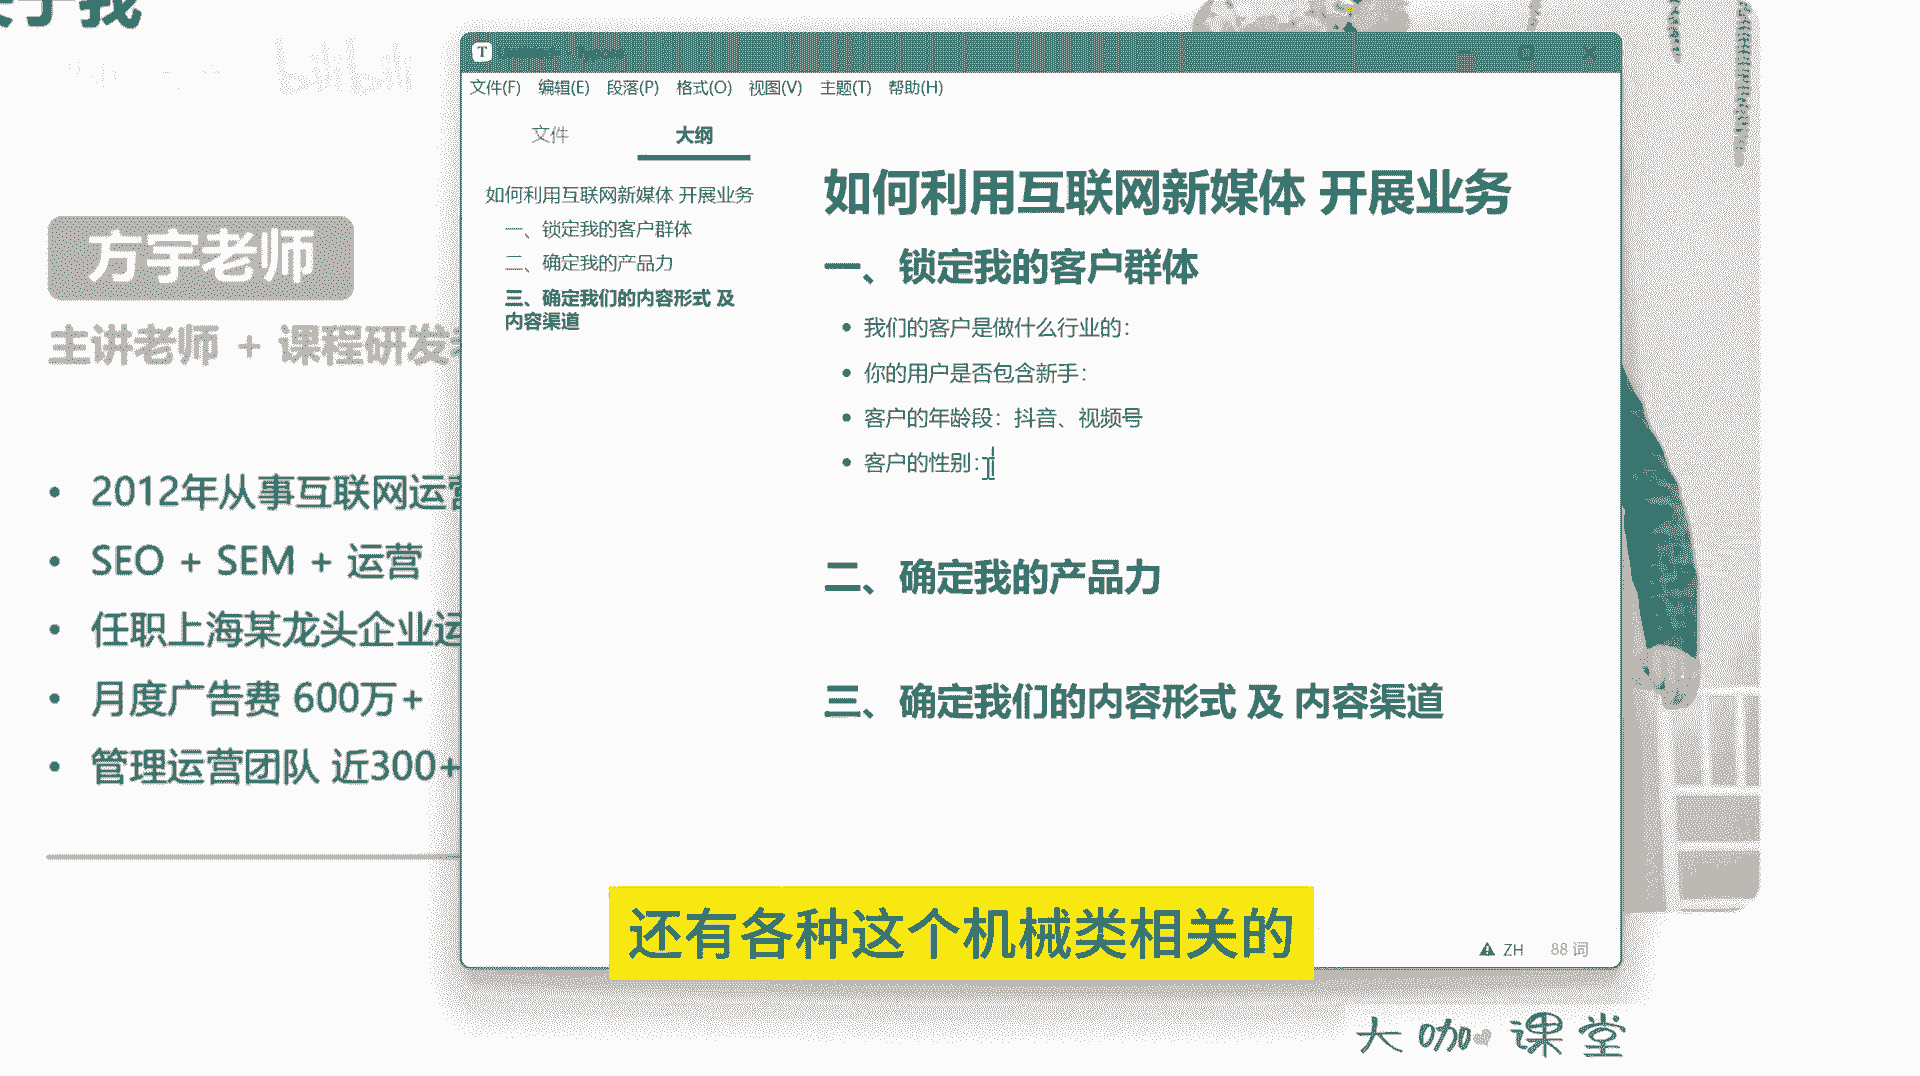 bilibili
方宇老师
主讲老师 + 课程研发
2012年从事互联网运营
SEO + SEM + 运营
任职上海某龙头企业运
月度广告费 600万+
管理运营团队 近300+
T
文件(F) 编辑(E) 段落(P) 格式(O) 视图(V) 主题(T) 帮助(H)
文件 大纲
如何利用互联网新媒体 开展业务
一、锁定我的客户群体
二、确定我的产品力
三、确定我们的内容形式 及
内容渠道
如何利用互联网新媒体 开展业务
一、锁定我的客户群体
我们的客户是做什么行业的：
你的用户是否包含新手：
客户的年龄段：抖音、视频号
客户的性别：
二、确定我的产品力
三、确定我们的内容形式 及 内容渠道
ZH 88 词
还有各种这个机械类相关的
大咖课堂